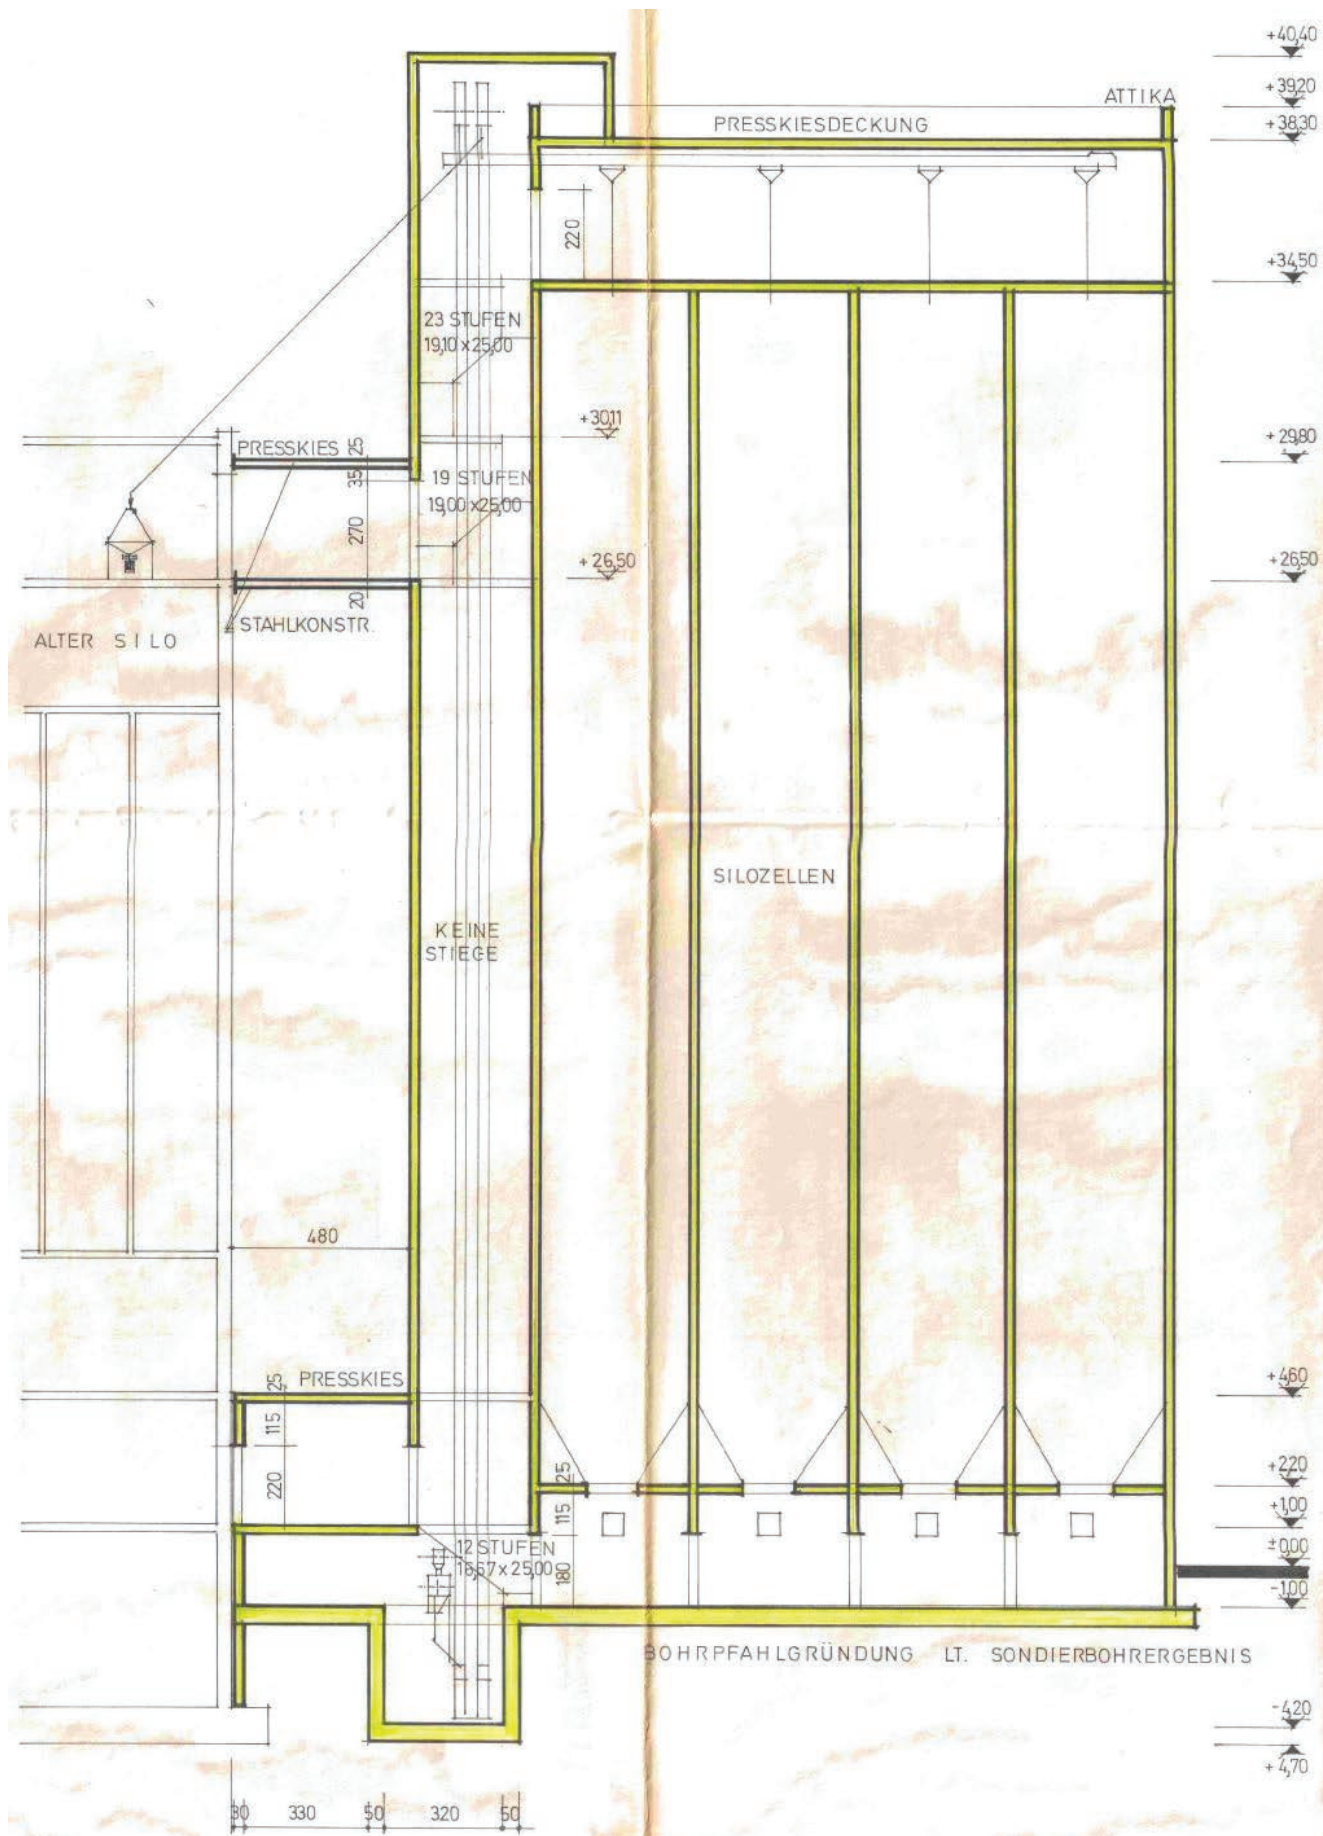 +40,40
ATTIKA
+39,20
PRESSKIESDECKUNG
+38,30
220
+34,50
23 STUFEN
19,10 x 25,00
+30,11
PRESSKIES
25
+29,80
35
19 STUFEN
19,00 x 25,00
270
+26,50
+26,50
20
STAHLKONSTR.
ALTER SILO
SILOZELLEN
KEINE
STIEGE
480
PRESSKIES
25
+4,60
115
220
25
+2,20
115
+1,00
12 STUFEN
16,67 x 25,00
180
±0,00
-1,00
BOHRPFAHLGRÜNDUNG LT. SONDIERBOHRERGEBNIS
-4,20
+4,70
30 330 50 320 50